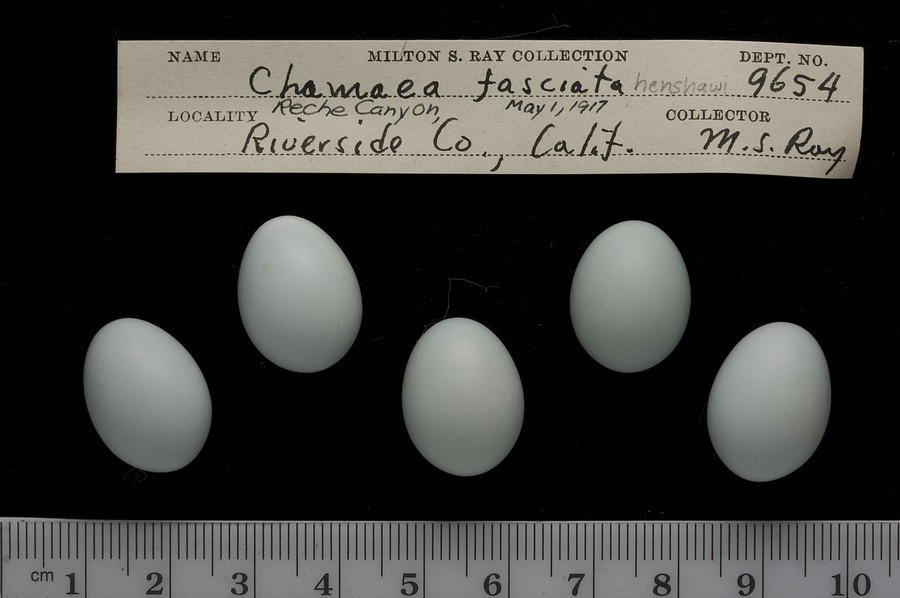 NAME MILTON S. RAY COLLECTION DEPT. NO.
Chamaea fasciata henshawi 9654
Reche Canyon, May 1, 1917
LOCALITY COLLECTOR
Riverside Co., Calif. M.S. Ray
cm 1 2 3 4 5 6 7 8 9 10